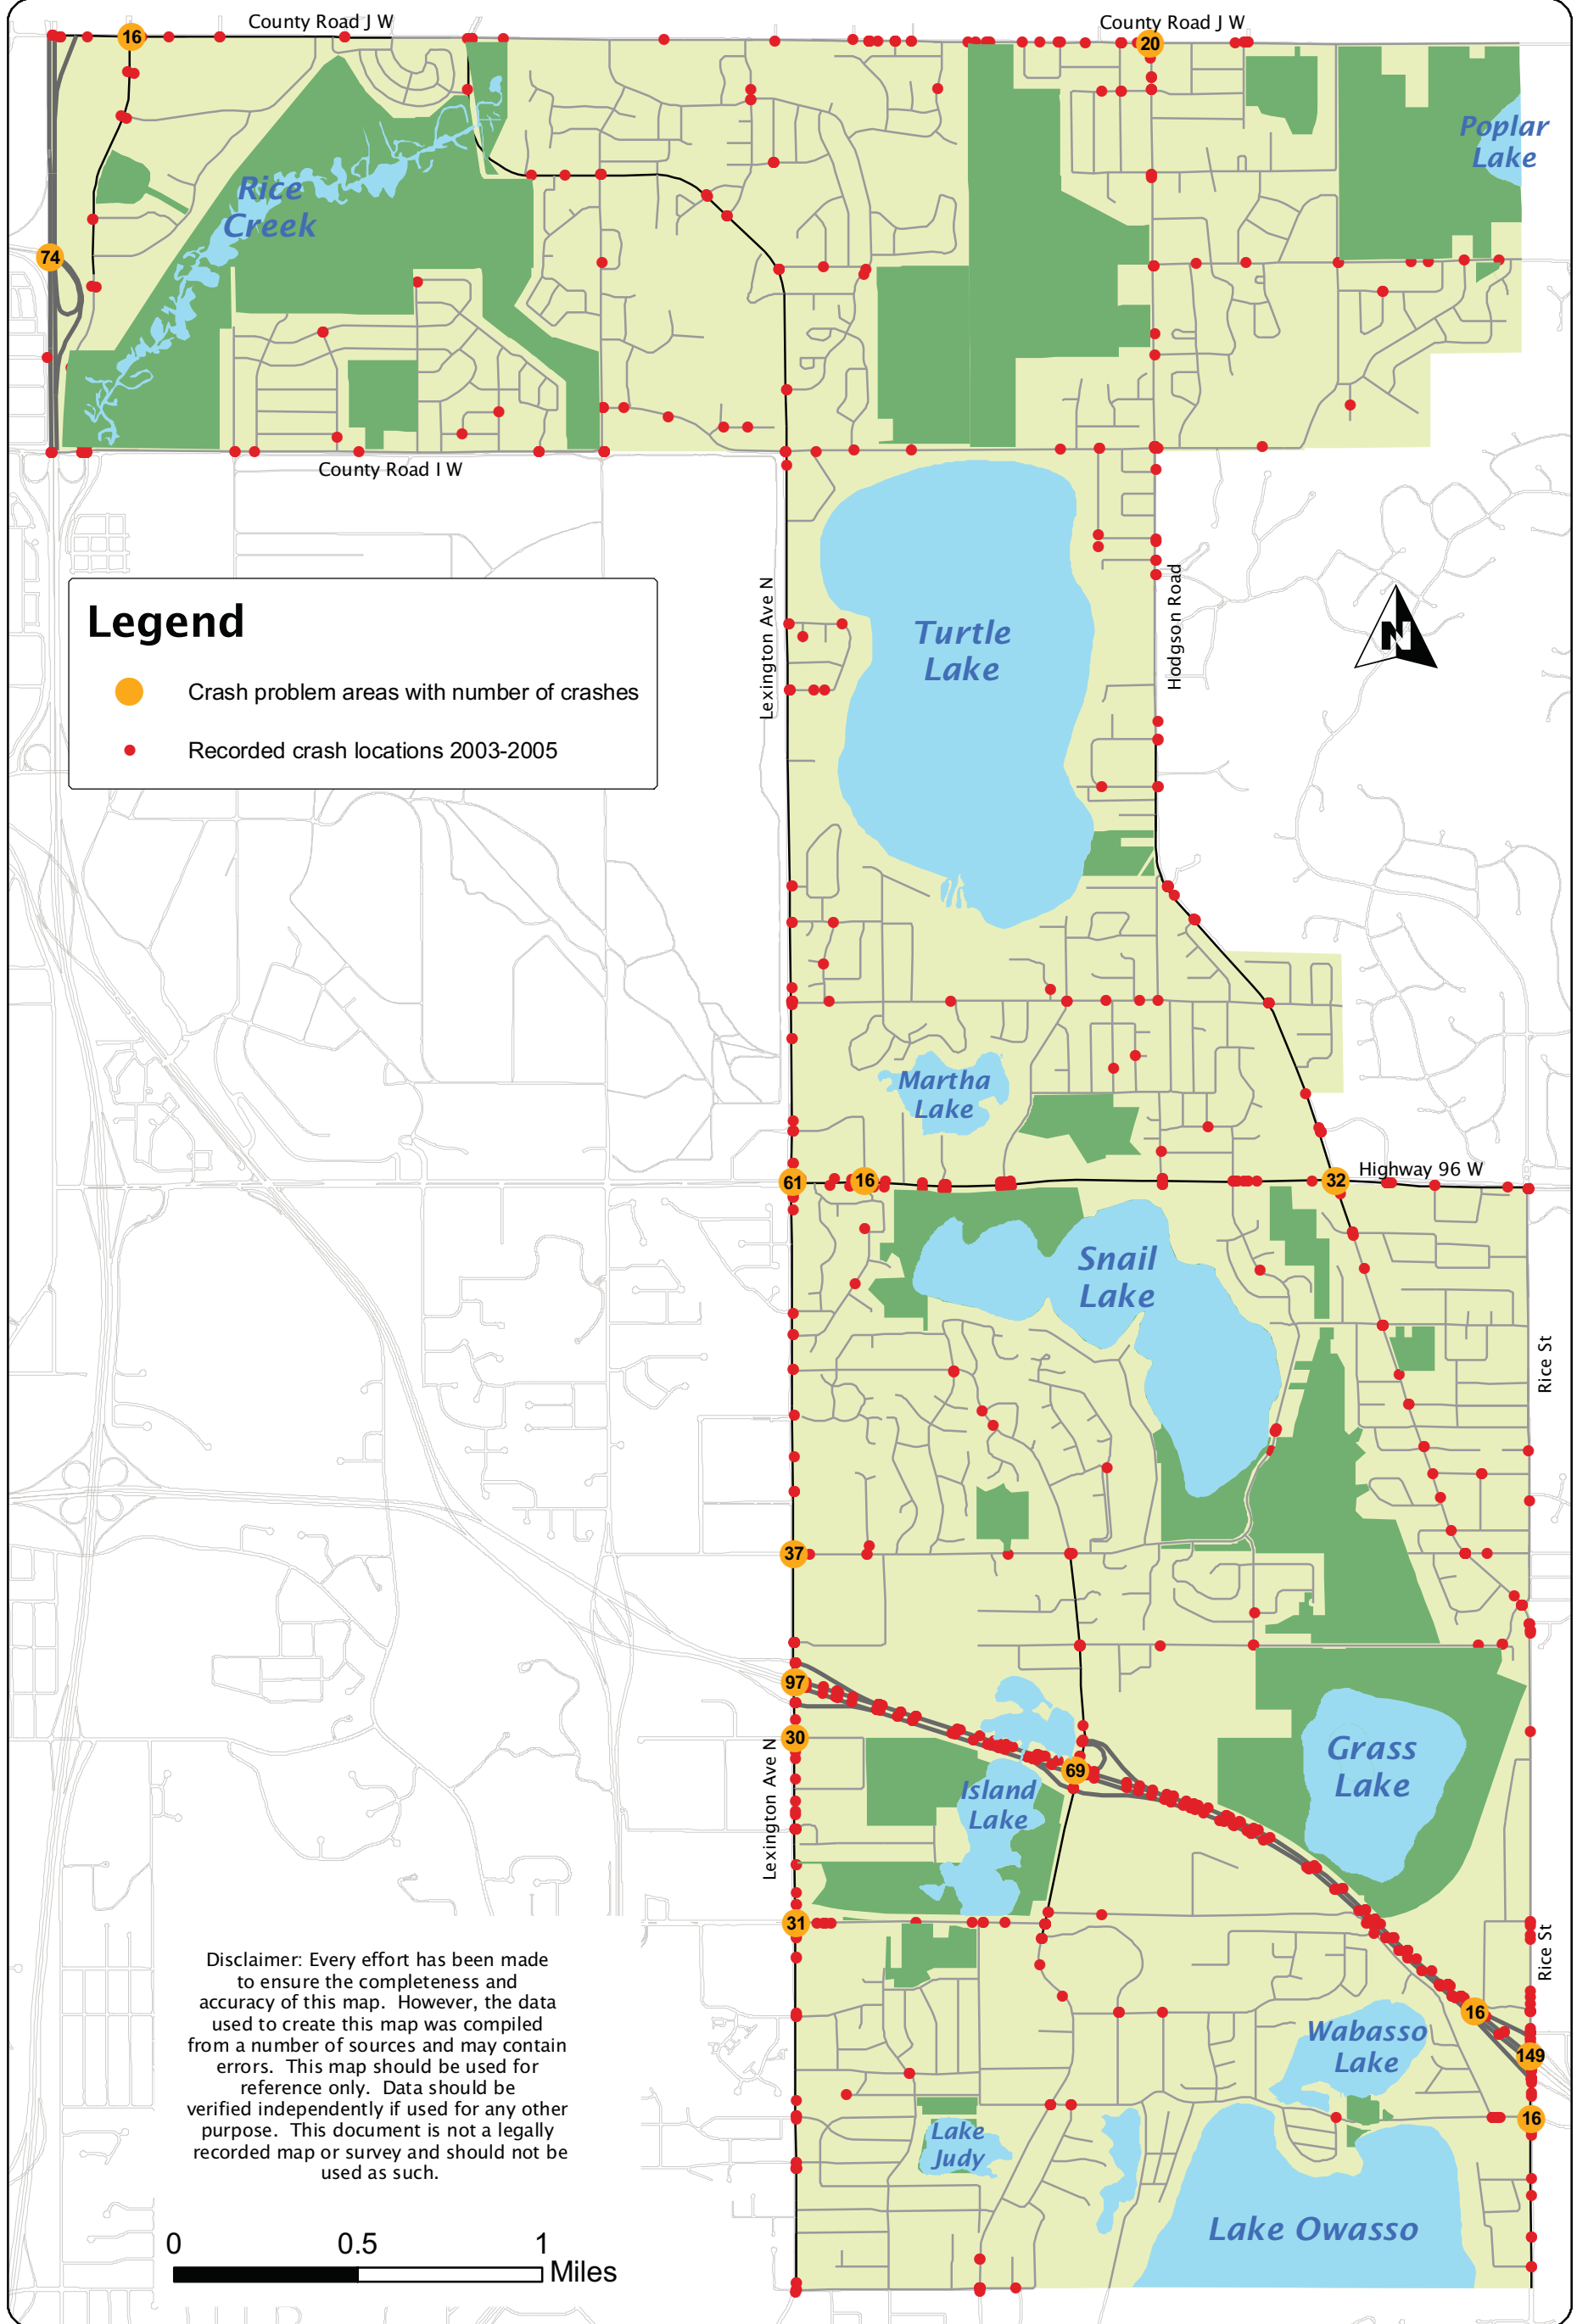 County Road J W
County Road J W
16
20
Poplar
Lake
Rice
Creek
74
County Road I W
Legend
Crash problem areas with number of crashes
Recorded crash locations 2003-2005
Lexington Ave N
Turtle
Lake
Hodgson Road
N
Martha
Lake
61
16
32
Highway 96 W
Snail
Lake
Rice St
37
97
30
69
Grass
Lake
Island
Lake
Lexington Ave N
31
Rice St
Disclaimer: Every effort has been made
to ensure the completeness and
accuracy of this map. However, the data
used to create this map was compiled
from a number of sources and may contain
errors. This map should be used for
reference only. Data should be
verified independently if used for any other
purpose. This document is not a legally
recorded map or survey and should not be
used as such.
16
Wabasso
Lake
149
16
Lake
Judy
Lake Owasso
0 0.5 1
Miles